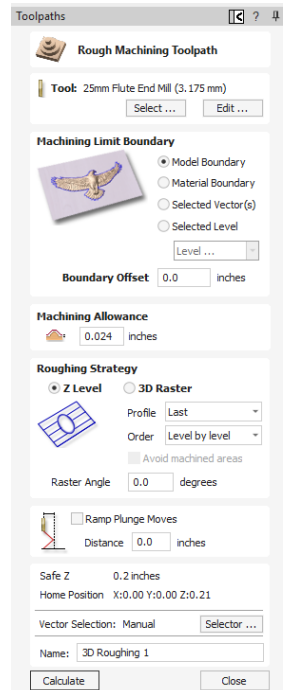 Toolpaths ?
Rough Machining Toolpath
Tool: 25mm Flute End Mill (3.175 mm)
Select ... Edit ...
Machining Limit Boundary
Model Boundary
Material Boundary
Selected Vector(s)
Selected Level
Level ...
Boundary Offset 0.0 inches
Machining Allowance
0.024 inches
Roughing Strategy
Z Level 3D Raster
Profile Last
Order Level by level
Avoid machined areas
Raster Angle 0.0 degrees
Ramp Plunge Moves
Distance 0.0 inches
Safe Z 0.2 inches
Home Position X:0.00 Y:0.00 Z:0.21
Vector Selection: Manual Selector ...
Name: 3D Roughing 1
Calculate Close